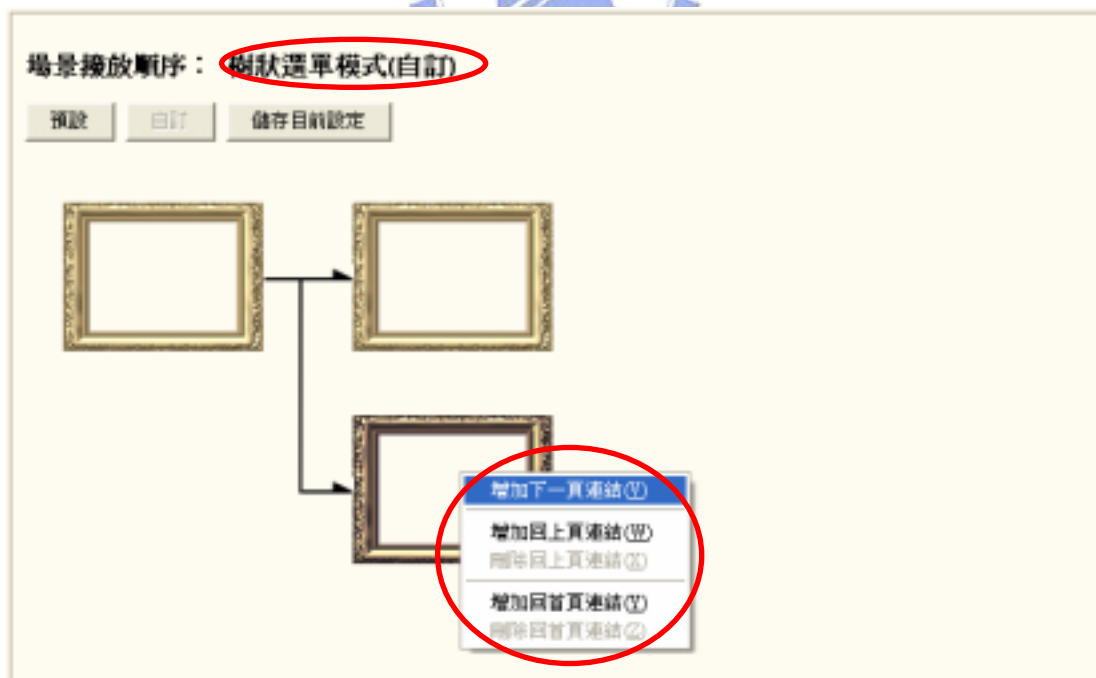 場景撥放順序： 樹狀選單模式(自訂)
預設 自訂 儲存目前設定
增加下一頁連結(V)
增加回上頁連結(W)
刪除回上頁連結(X)
增加回首頁連結(Y)
刪除回首頁連結(Z)